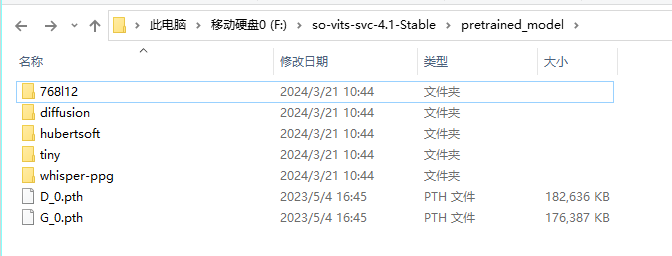 此电脑 > 移动硬盘0 (F:) > so-vits-svc-4.1-Stable > pretrained_model >
名称 修改日期 类型 大小
768l12 2024/3/21 10:44 文件夹
diffusion 2024/3/21 10:44 文件夹
hubertsoft 2024/3/21 10:44 文件夹
tiny 2024/3/21 10:44 文件夹
whisper-ppg 2024/3/21 10:44 文件夹
D_0.pth 2023/5/4 16:45 PTH 文件 182,636 KB
G_0.pth 2023/5/4 16:45 PTH 文件 176,387 KB